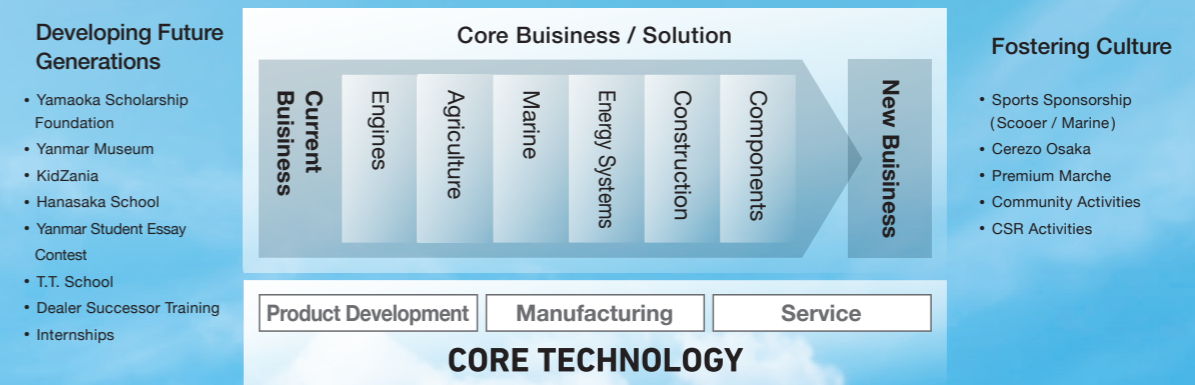 Developing Future
Generations
• Yamaoka Scholarship
Foundation
• Yanmar Museum
• KidZania
• Hanasaka School
• Yanmar Student Essay
Contest
• T.T. School
• Dealer Successor Training
• Internships
Core Buisiness / Solution
Current
Buisiness
Engines
Agriculture
Marine
Energy Systems
Construction
Components
New Buisiness
Product Development
Manufacturing
Service
CORE TECHNOLOGY
Fostering Culture
• Sports Sponsorship
(Scooer / Marine)
• Cerezo Osaka
• Premium Marche
• Community Activities
• CSR Activities